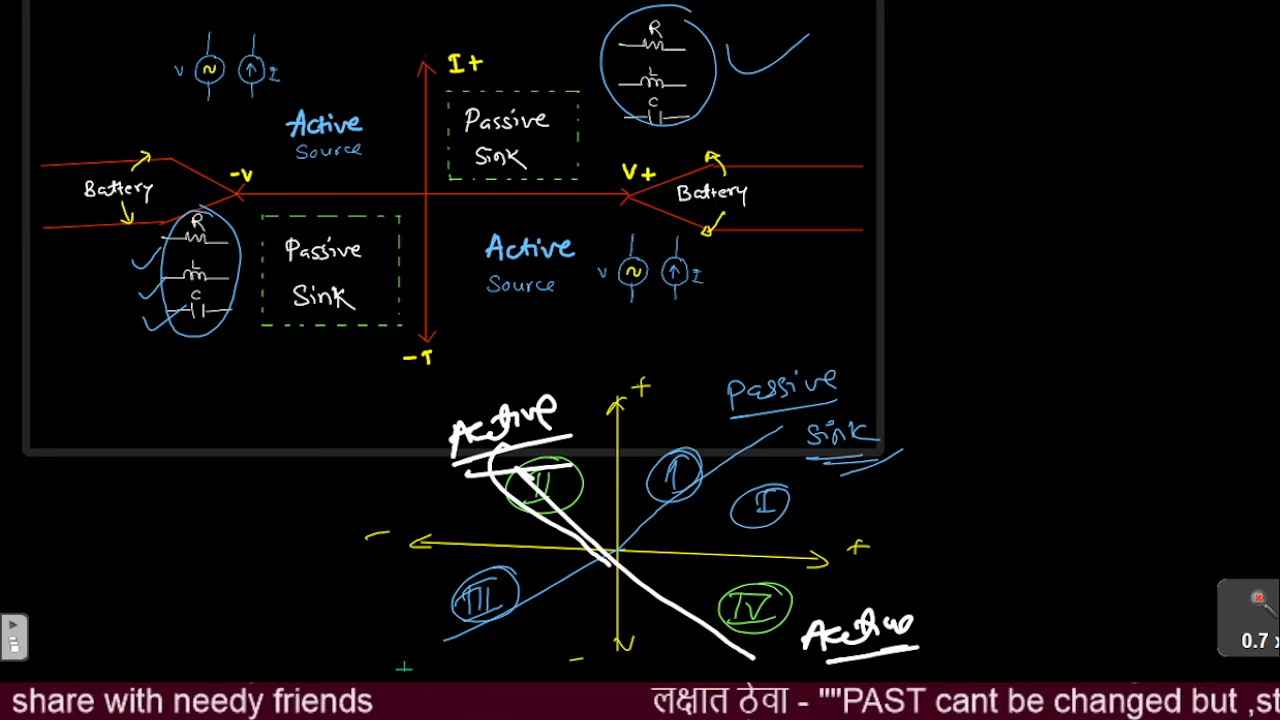 R
I+
L
V ~ ↑ I
C
Active
Source
Passive
Sink
-V
V+
Battery
Battery
R
L
C
Passive
Sink
Active
Source
V ~ ↑ I
-I
+
Passive
Sink
Active
II
I
I
-
+
III
IV
Active
-
+
0.7
share with needy friends
लक्षात ठेवा - ""PAST cant be changed but ,st